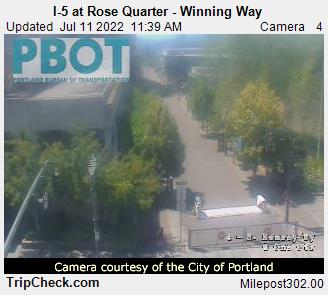 I-5 at Rose Quarter - Winning Way
Updated Jul 11 2022 11:39 AM Camera 4
PBOT
PORTLAND BUREAU OF TRANSPORTATION
Camera courtesy of the City of Portland
TripCheck.com Milepost302.00